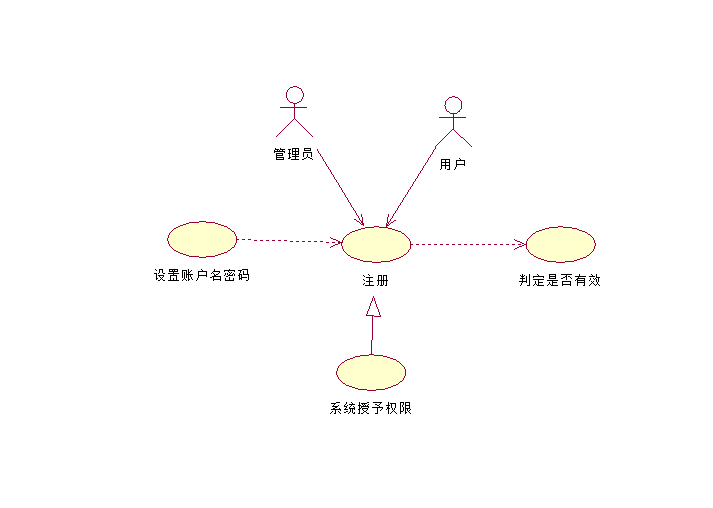 管理员
用户
设置账户名密码
注册
判定是否有效
系统授予权限